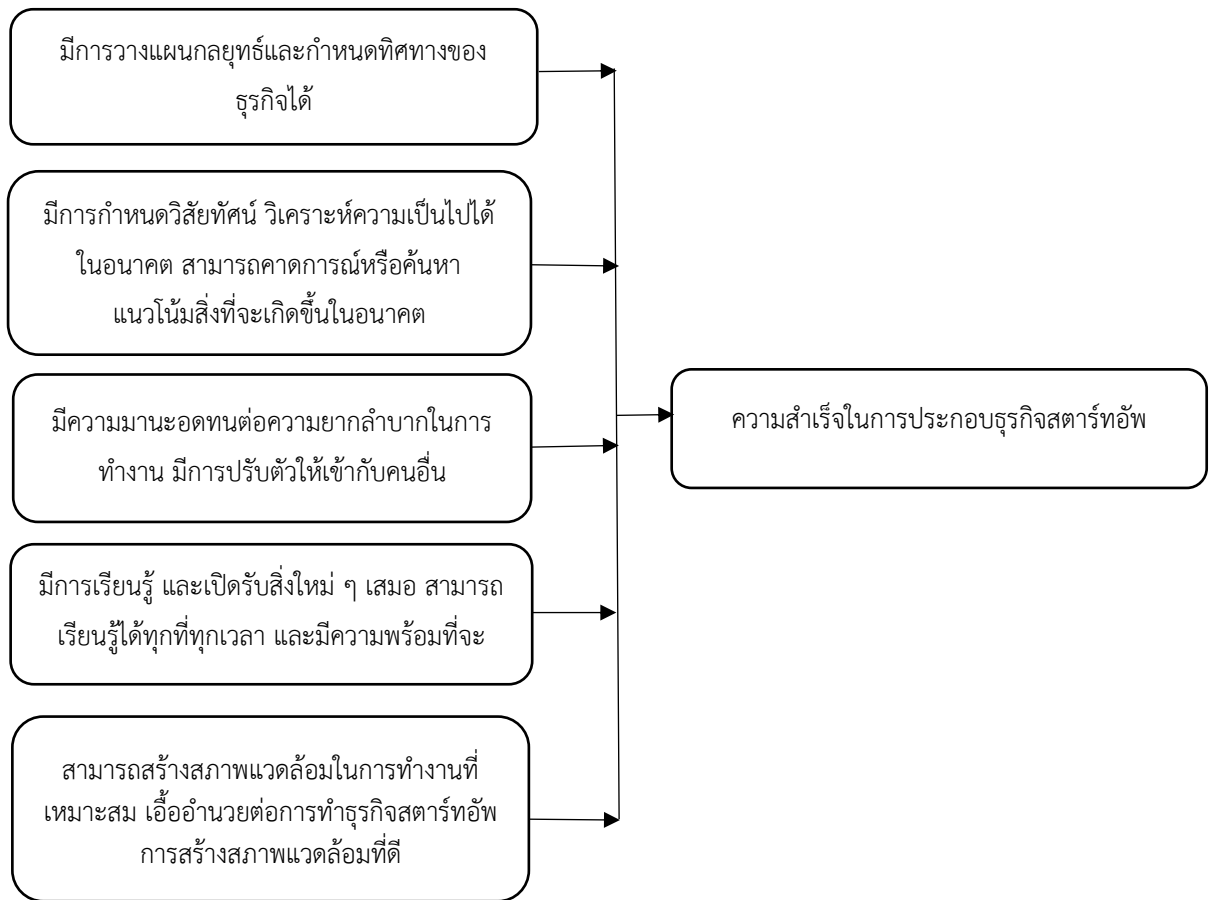 มีการวางแผนกลยุทธ์และกำหนดทิศทางของ
ธุรกิจได้
มีการกำหนดวิสัยทัศน์ วิเคราะห์ความเป็นไปได้
ในอนาคต สามารถคาดการณ์หรือค้นหา
แนวโน้มสิ่งที่จะเกิดขึ้นในอนาคต
มีความมานะอดทนต่อความยากลำบากในการ
ทำงาน มีการปรับตัวให้เข้ากับคนอื่น
มีการเรียนรู้ และเปิดรับสิ่งใหม่ ๆ เสมอ สามารถ
เรียนรู้ได้ทุกที่ทุกเวลา และมีความพร้อมที่จะ
สามารถสร้างสภาพแวดล้อมในการทำงานที่
เหมาะสม เอื้ออำนวยต่อการทำธุรกิจสตาร์ทอัพ
การสร้างสภาพแวดล้อมที่ดี
ความสำเร็จในการประกอบธุรกิจสตาร์ทอัพ